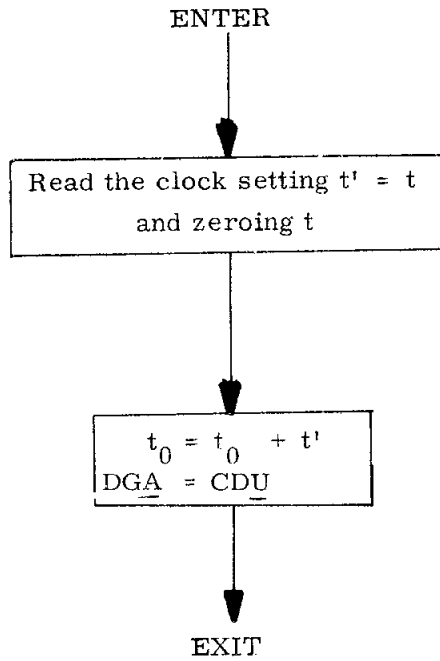 ENTER
Read the clock setting t' = t
and zeroing t
t₀ = t₀ + t'
DGA = CDU
EXIT